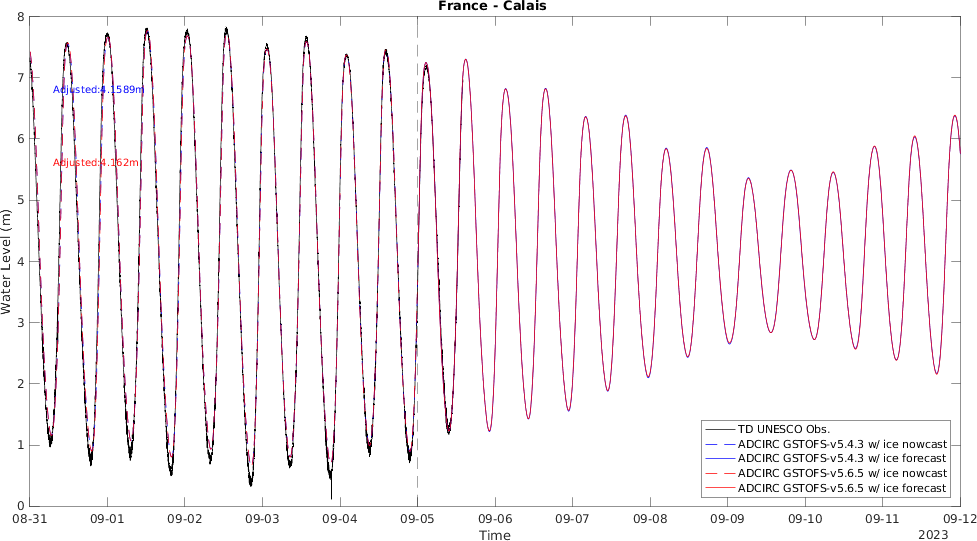 France - Calais
8
7
6
5
4
3
2
1
0
Water Level (m)
Adjusted:4.1589m
Adjusted:4.162m
TD UNESCO Obs.
ADCIRC GSTOFS-v5.4.3 w/ ice nowcast
ADCIRC GSTOFS-v5.4.3 w/ ice forecast
ADCIRC GSTOFS-v5.6.5 w/ ice nowcast
ADCIRC GSTOFS-v5.6.5 w/ ice forecast
08-31 09-01 09-02 09-03 09-04 09-05 09-06 09-07 09-08 09-09 09-10 09-11 09-12
Time
2023